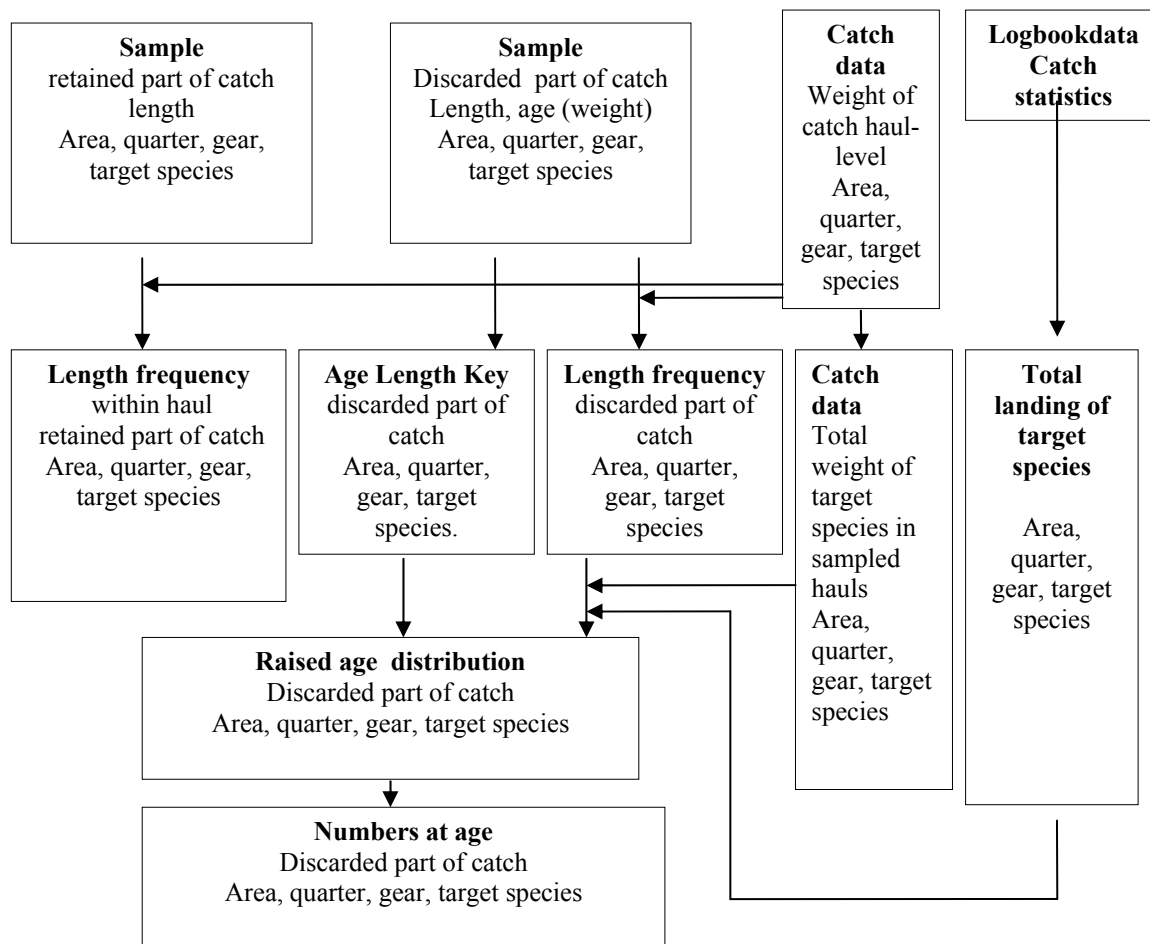 Sample
retained part of catch
length
Area, quarter, gear,
target species
Sample
Discarded part of catch
Length, age (weight)
Area, quarter, gear,
target species
Catch
data
Weight of
catch haul-
level
Area,
quarter,
gear, target
species
Logbookdata
Catch
statistics
Length frequency
within haul
retained part of catch
Area, quarter, gear,
target species
Age Length Key
discarded part of
catch
Area, quarter,
gear, target
species.
Length frequency
discarded part of
catch
Area, quarter,
gear, target
species
Catch
data
Total
weight of
target
species in
sampled
hauls
Area,
quarter,
gear, target
species
Total
landing of
target
species
Area,
quarter,
gear, target
species
Raised age distribution
Discarded part of catch
Area, quarter, gear, target species
Numbers at age
Discarded part of catch
Area, quarter, gear, target species